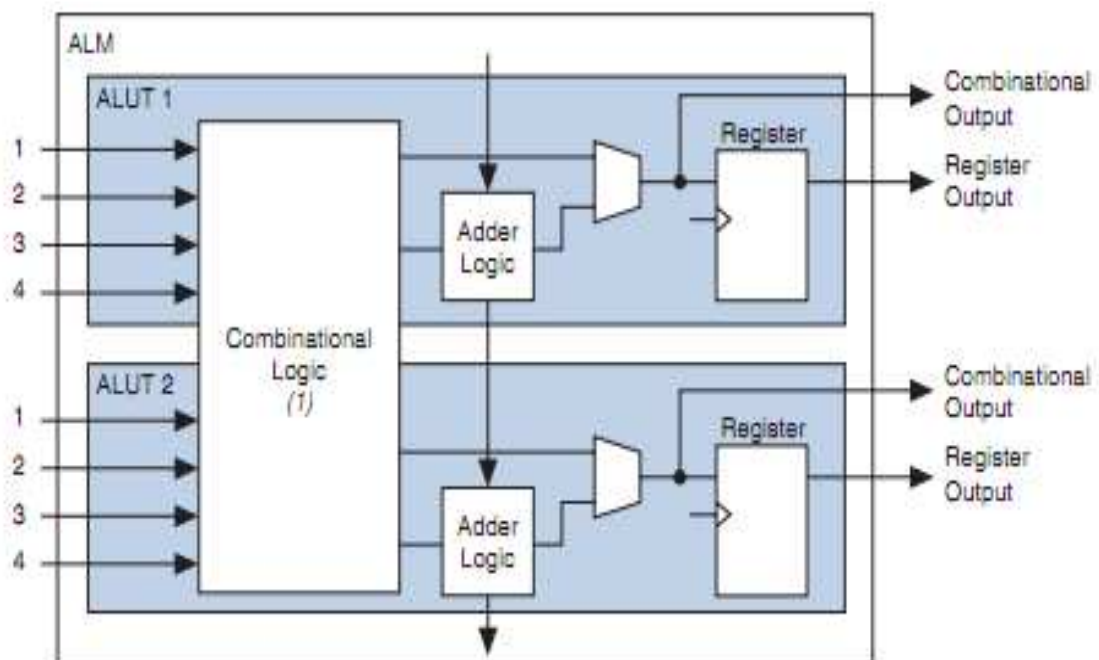 ALM
ALUT 1
1
2
3
4
Combinational
Logic
(1)
Adder
Logic
Register
Combinational
Output
Register
Output
ALUT 2
1
2
3
4
Adder
Logic
Register
Combinational
Output
Register
Output